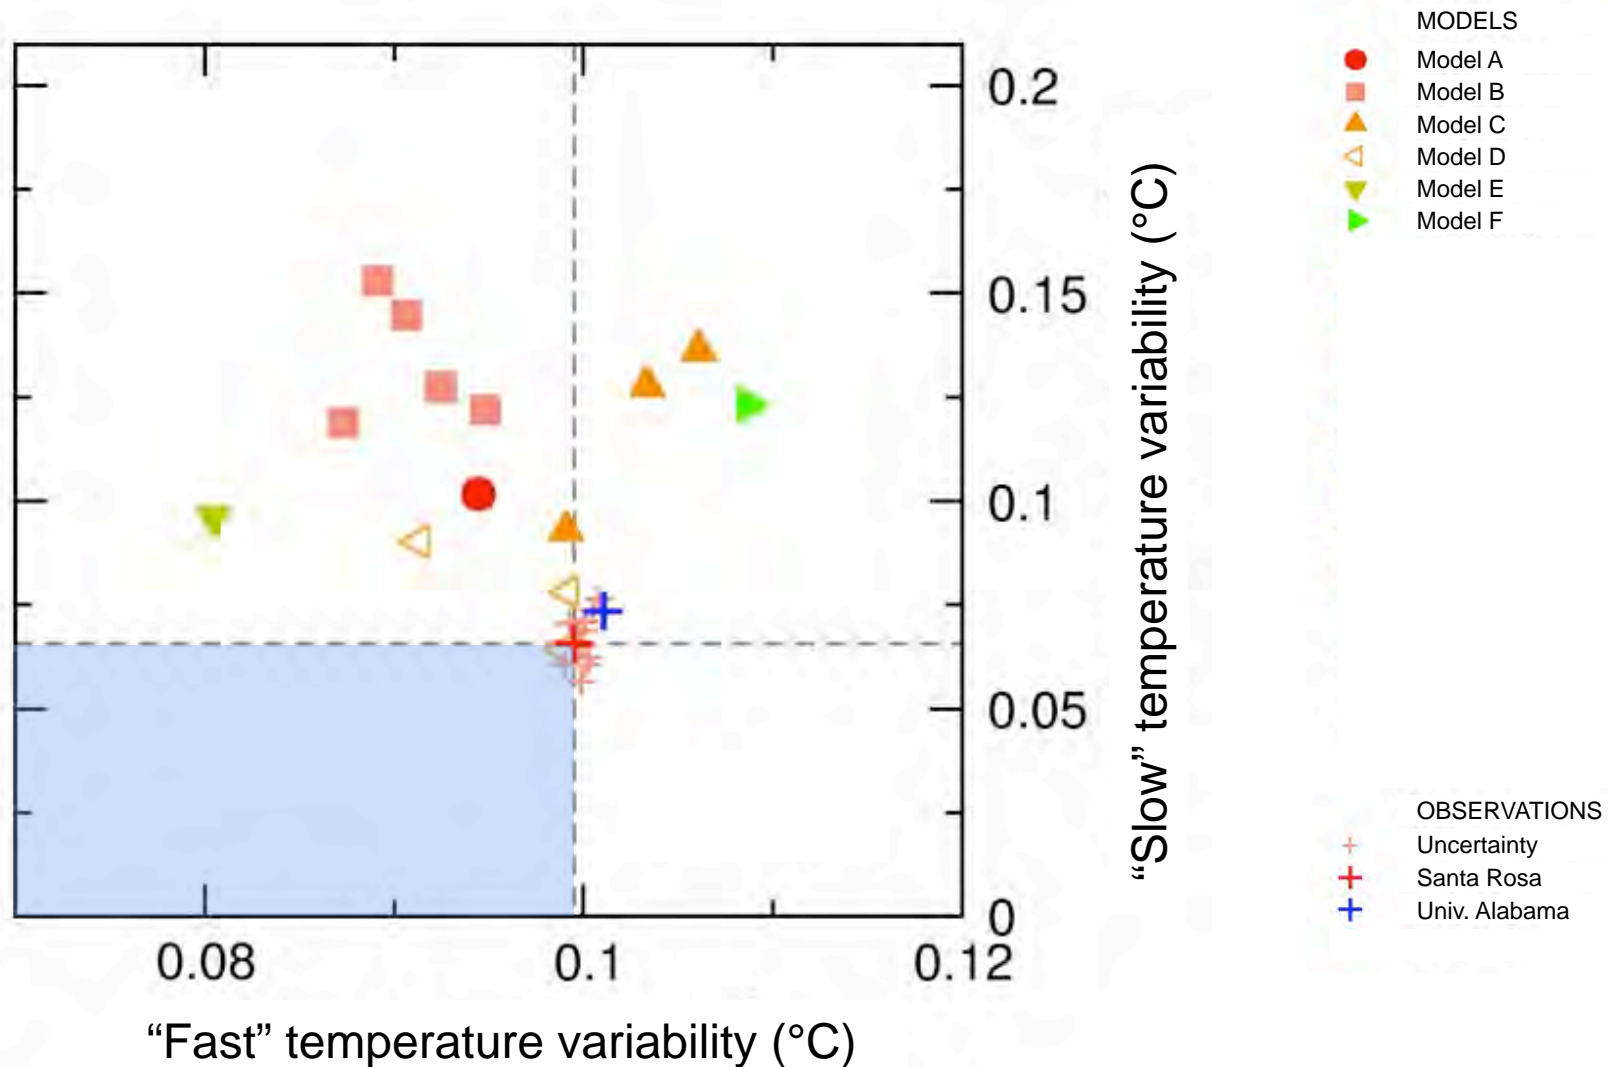 MODELS
Model A
Model B
Model C
Model D
Model E
Model F
0.2
0.15
0.1
0.05
0
“Slow” temperature variability (°C)
OBSERVATIONS
Uncertainty
Santa Rosa
Univ. Alabama
0.08
0.1
0.12
“Fast” temperature variability (°C)